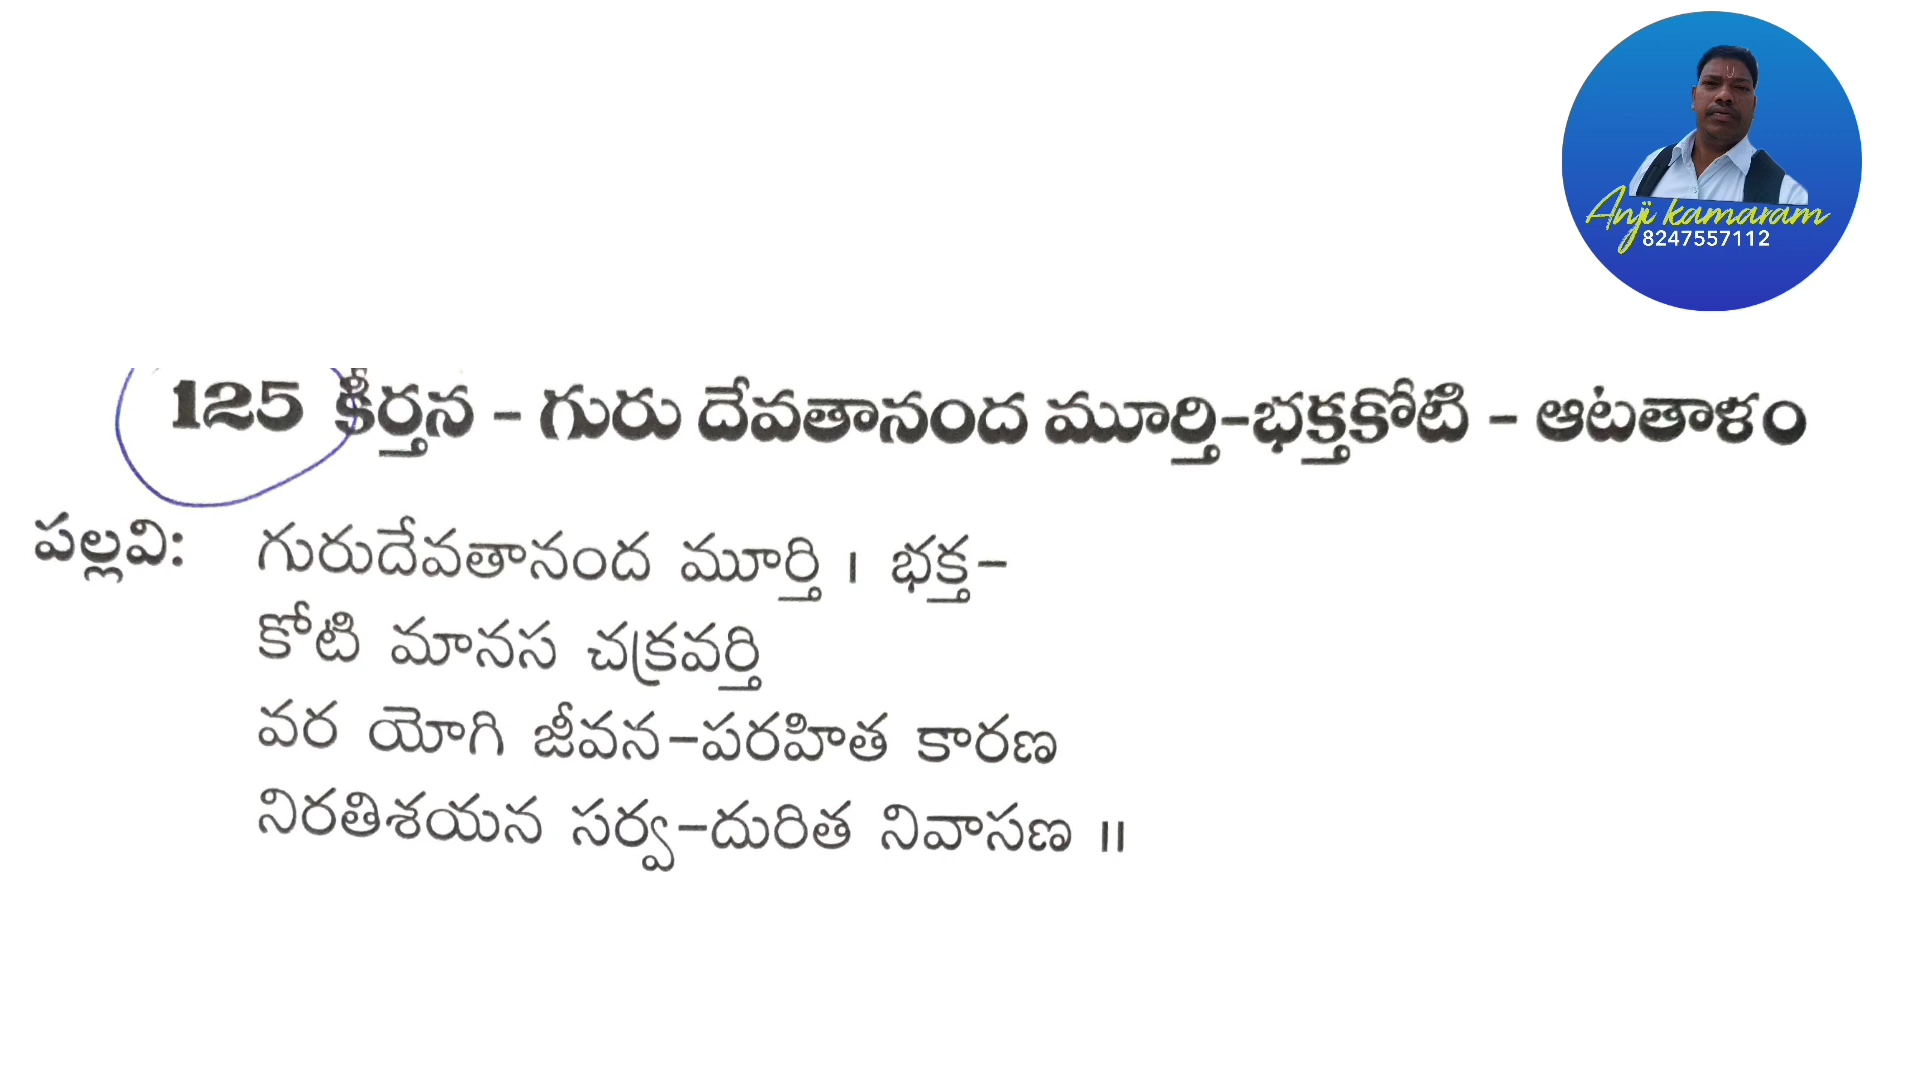 Anji kamaram
8247557112
125 కీర్తన - గురు దేవతానంద మూర్తి-భక్తకోటి - ఆటతాళం
పల్లవి: గురుదేవతానంద మూర్తి । భక్త-
కోటి మానస చక్రవర్తి
వర యోగి జీవన-పరహిత కారణ
నిరతిశయన సర్వ-దురిత నివాసణ ॥